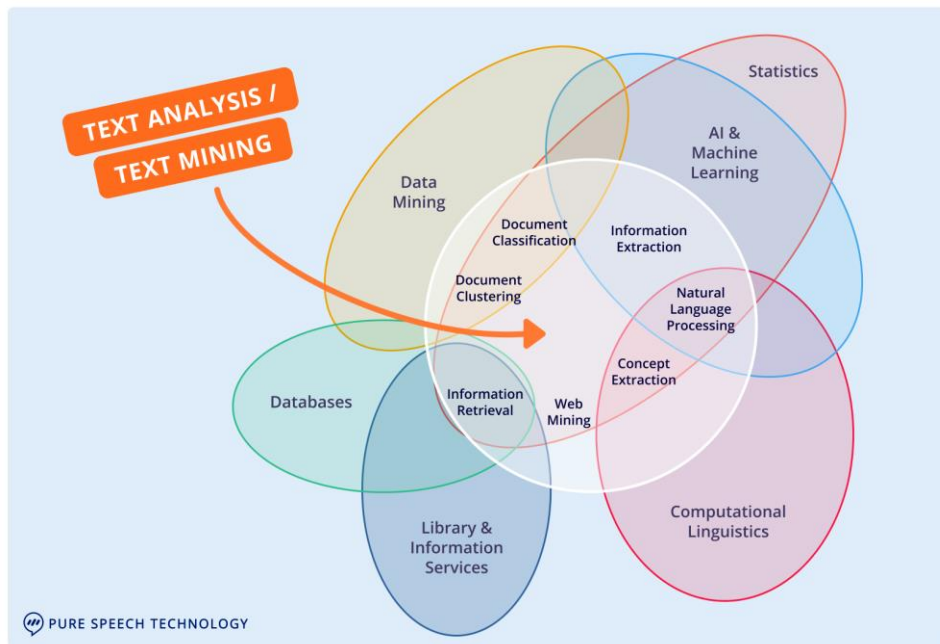 TEXT ANALYSIS /
TEXT MINING
Statistics
AI &
Machine
Learning
Data
Mining
Document
Classification
Information
Extraction
Document
Clustering
Natural
Language
Processing
Concept
Extraction
Databases
Information
Retrieval
Web
Mining
Library &
Information
Services
Computational
Linguistics
PURE SPEECH TECHNOLOGY